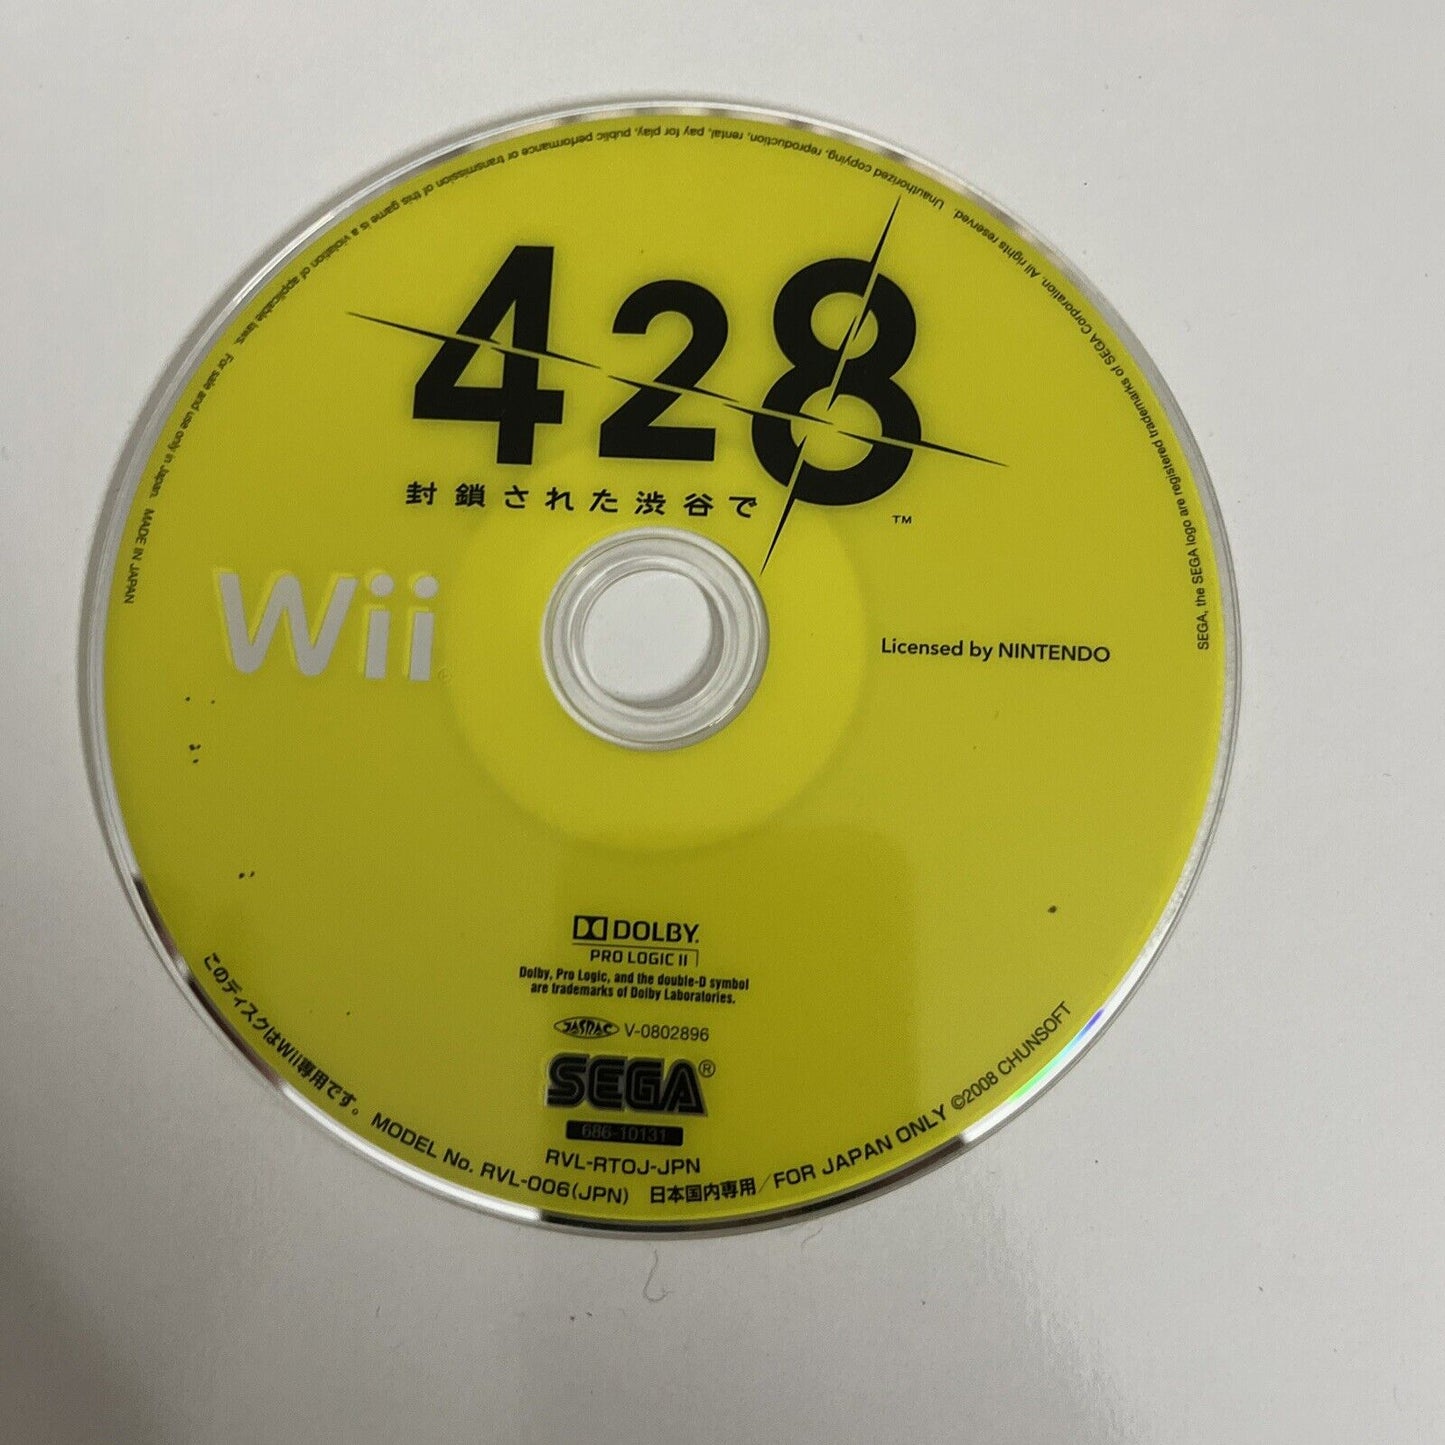 428™
封鎖された渋谷で
Wii®
Licensed by NINTENDO
DOLBY
PRO LOGIC II
Dolby, Pro Logic, and the double-D symbol
are trademarks of Dolby Laboratories.
JASRAC V-0802896
SEGA®
686-10131
RVL-RTOJ-JPN
このディスクはWii専用です。 MODEL No. RVL-006(JPN) 日本国内専用/FOR JAPAN ONLY ©2008 CHUNSOFT
SEGA, the SEGA logo are registered trademarks of SEGA Corporation. All rights reserved. Unauthorized copying, reproduction, rental, pay for play, public performance or transmission of this game is a violation of applicable laws. For sale and use only in Japan. MADE IN JAPAN